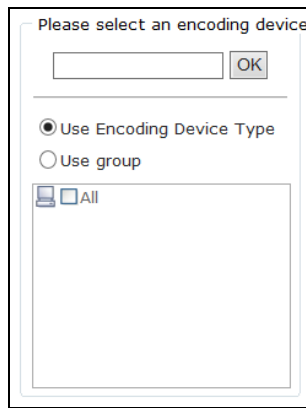 Please select an encoding device
OK
Use Encoding Device Type
Use group
All